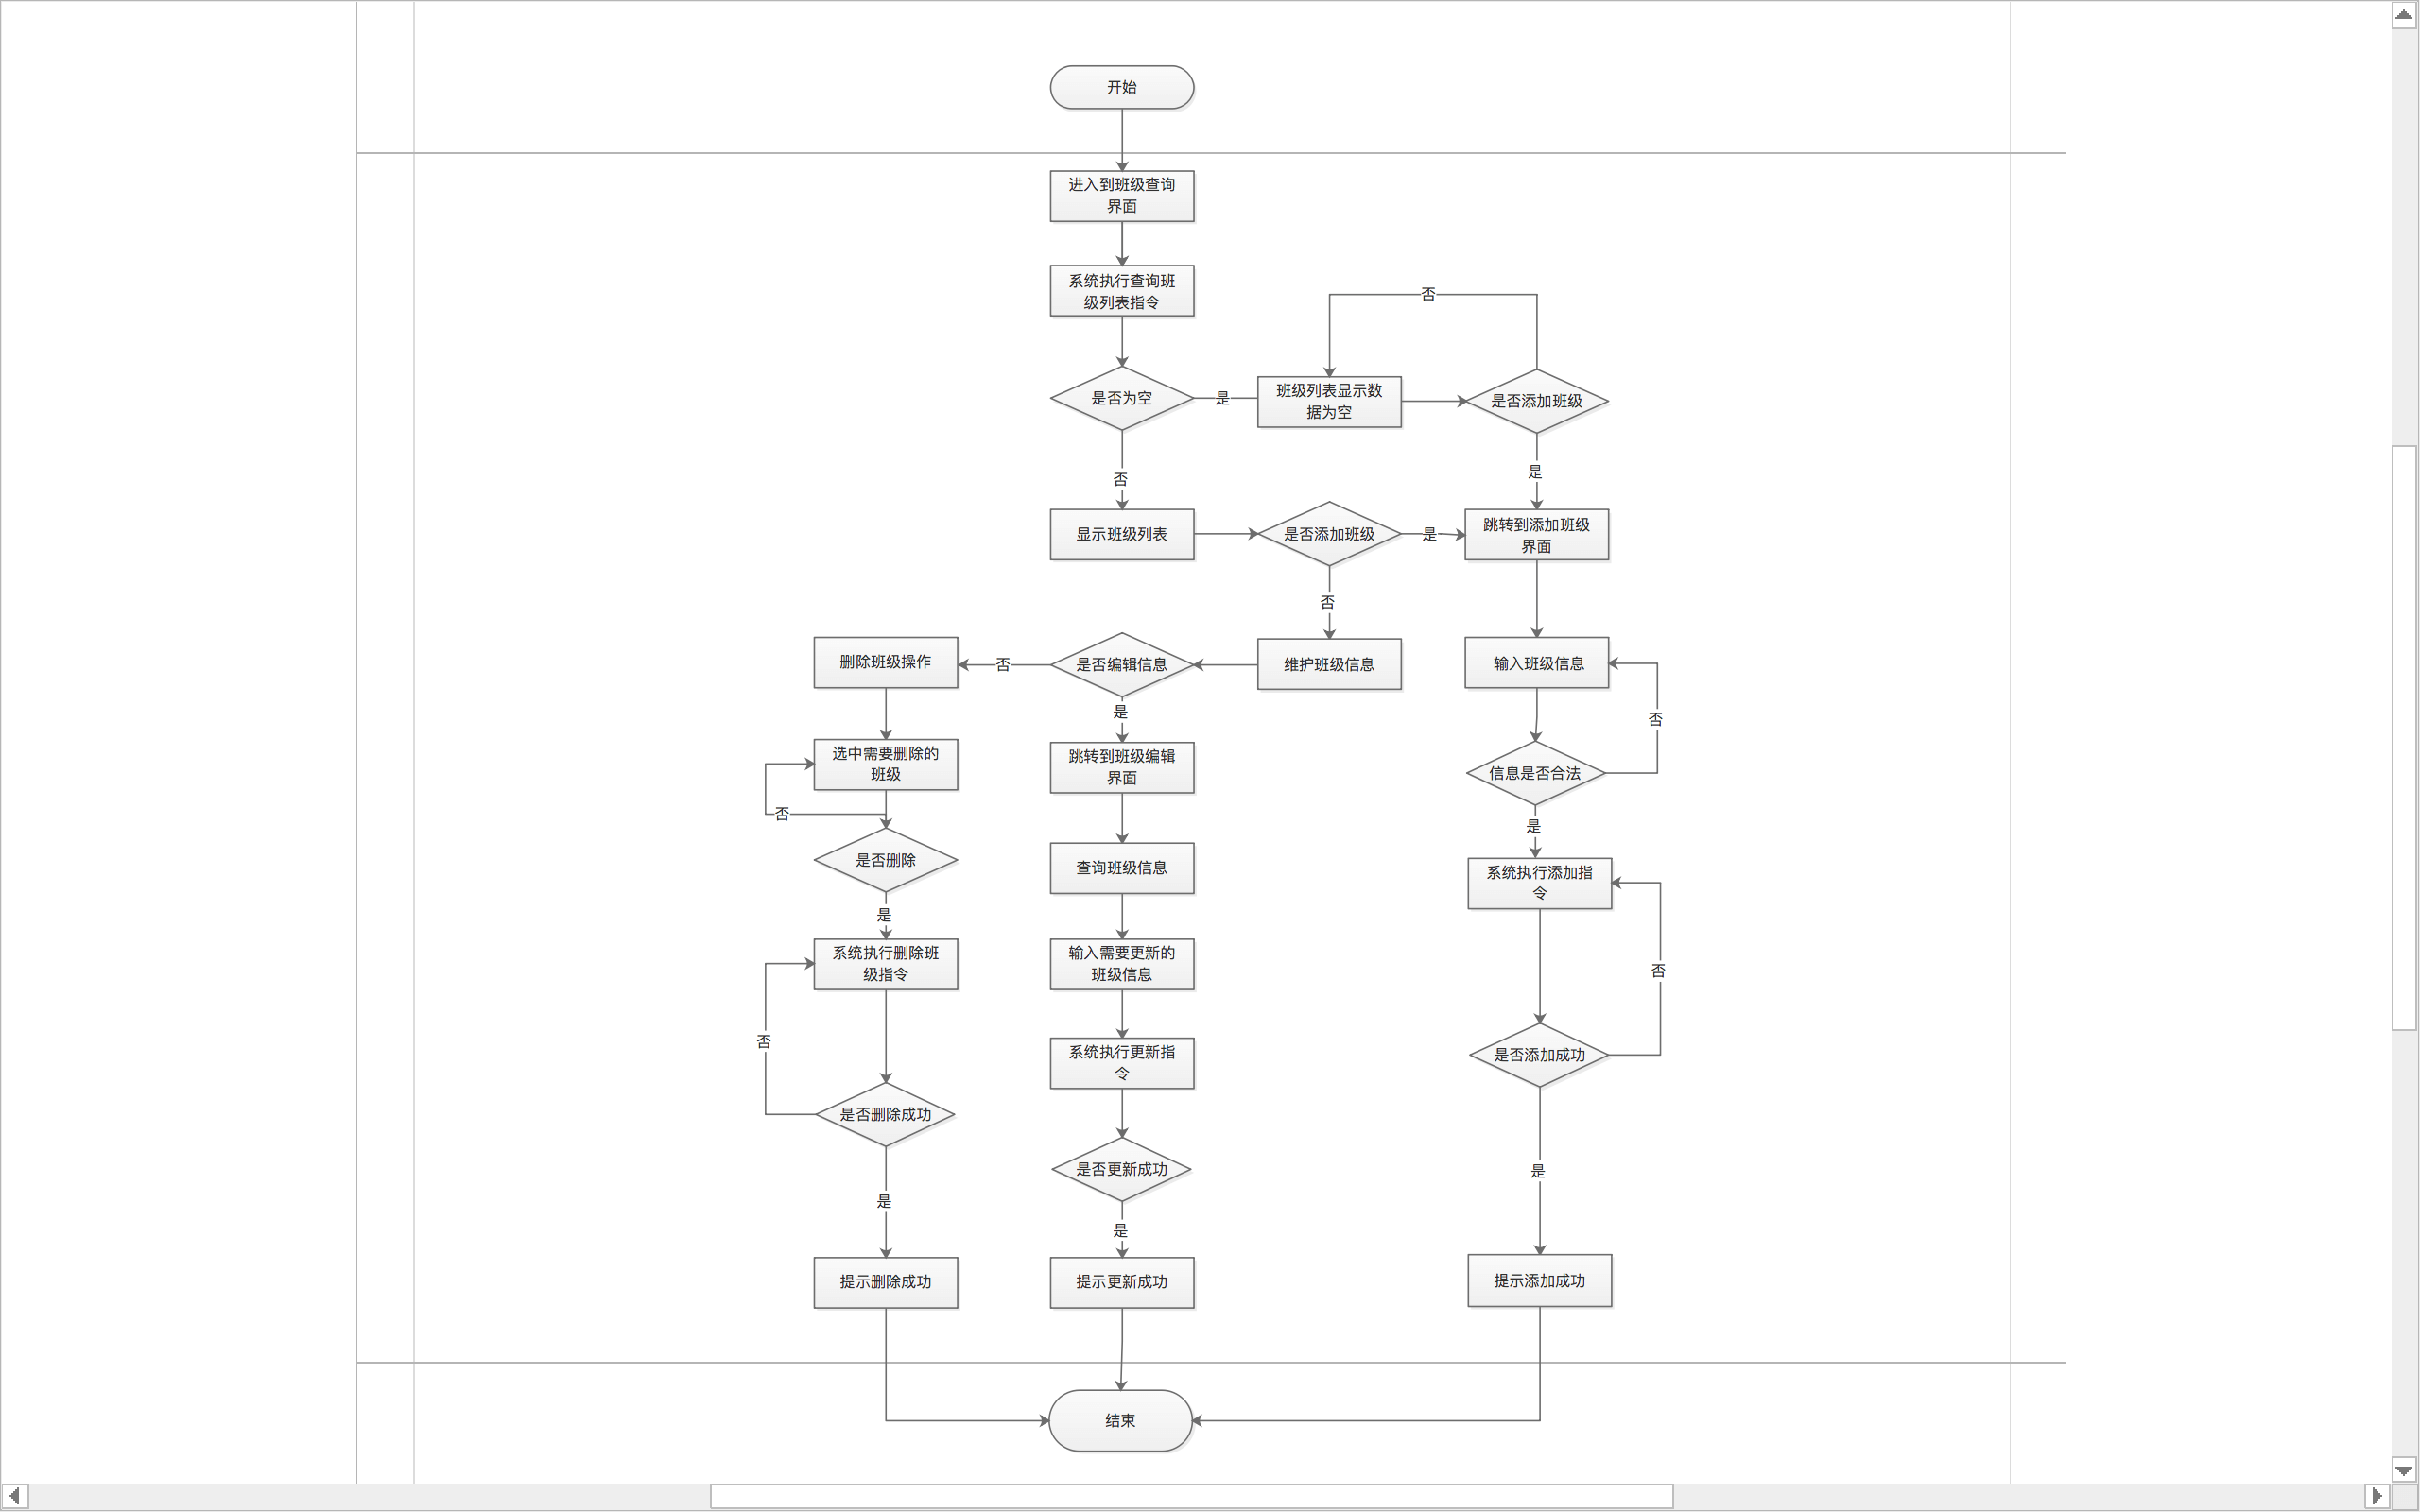 开始
进入到班级查询
界面
系统执行查询班
级列表指令
否
是否为空
是
班级列表显示数
据为空
是否添加班级
否
是
显示班级列表
是否添加班级
是
跳转到添加班级
界面
否
删除班级操作
否
是否编辑信息
维护班级信息
输入班级信息
是
否
选中需要删除的
班级
跳转到班级编辑
界面
信息是否合法
否
是
是否删除
查询班级信息
系统执行添加指
令
是
系统执行删除班
级指令
输入需要更新的
班级信息
否
否
系统执行更新指
令
是否添加成功
是否删除成功
是否更新成功
是
是
是
提示删除成功
提示更新成功
提示添加成功
结束